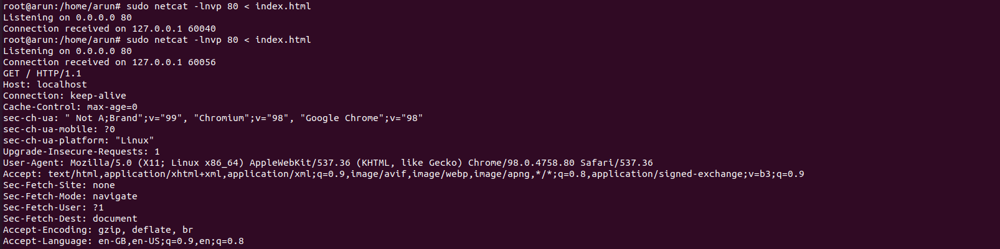 root@arun:/home/arun# sudo netcat -lnvp 80 < index.html
Listening on 0.0.0.0 80
Connection received on 127.0.0.1 60040
root@arun:/home/arun# sudo netcat -lnvp 80 < index.html
Listening on 0.0.0.0 80
Connection received on 127.0.0.1 60056
GET / HTTP/1.1
Host: localhost
Connection: keep-alive
Cache-Control: max-age=0
sec-ch-ua: " Not A;Brand";v="99", "Chromium";v="98", "Google Chrome";v="98"
sec-ch-ua-mobile: ?0
sec-ch-ua-platform: "Linux"
Upgrade-Insecure-Requests: 1
User-Agent: Mozilla/5.0 (X11; Linux x86_64) AppleWebKit/537.36 (KHTML, like Gecko) Chrome/98.0.4758.80 Safari/537.36
Accept: text/html,application/xhtml+xml,application/xml;q=0.9,image/avif,image/webp,image/apng,*/*;q=0.8,application/signed-exchange;v=b3;q=0.9
Sec-Fetch-Site: none
Sec-Fetch-Mode: navigate
Sec-Fetch-User: ?1
Sec-Fetch-Dest: document
Accept-Encoding: gzip, deflate, br
Accept-Language: en-GB,en-US;q=0.9,en;q=0.8